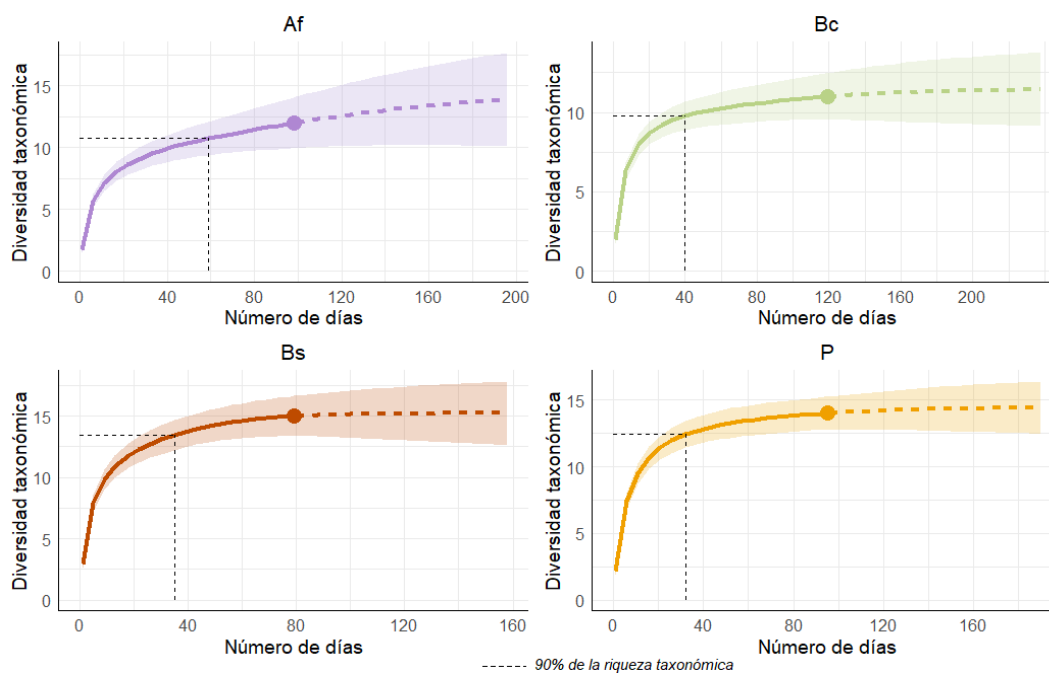 Af
Diversidad taxonómica
15
10
5
0
0 40 80 120 160 200
Número de días
Bc
Diversidad taxonómica
10
5
0
0 40 80 120 160 200
Número de días
Bs
Diversidad taxonómica
15
10
5
0
0 40 80 120 160
Número de días
P
Diversidad taxonómica
15
10
5
0
0 40 80 120 160
Número de días
90% de la riqueza taxonómica